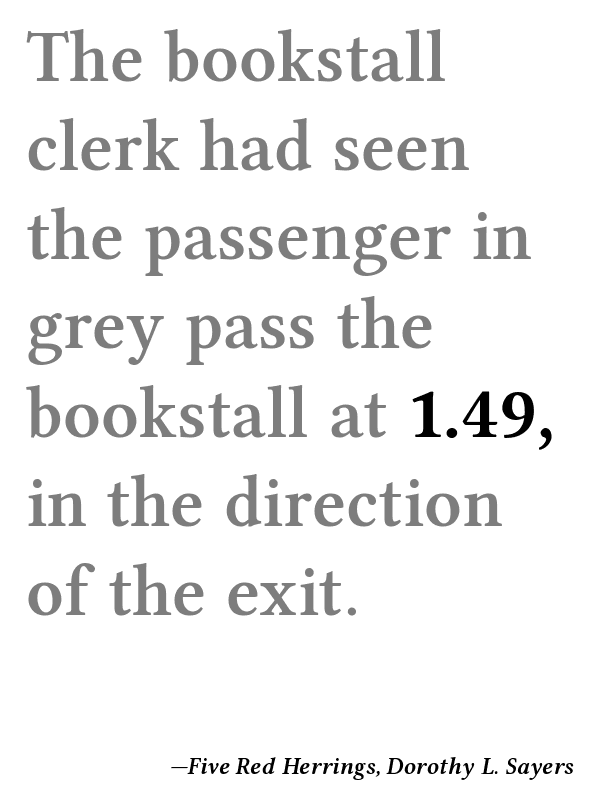 The bookstall
clerk had seen
the passenger in
grey pass the
bookstall at 1.49,
in the direction
of the exit.
—Five Red Herrings, Dorothy L. Sayers